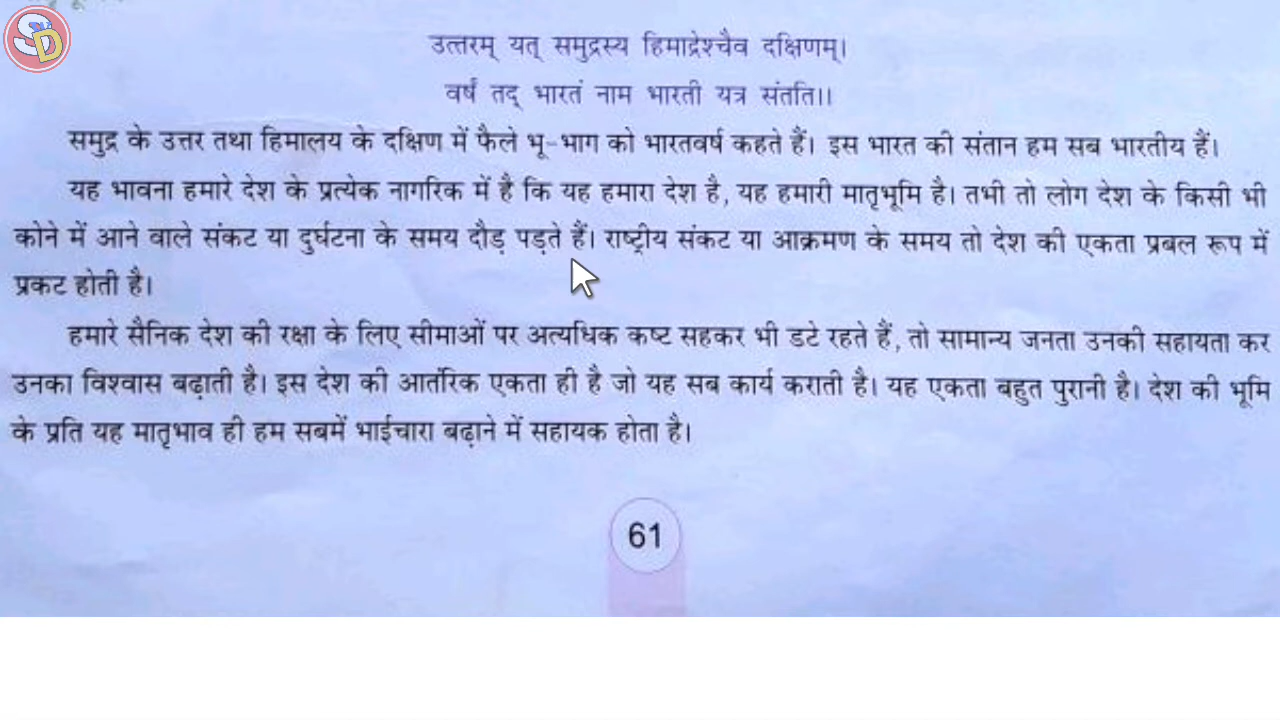 उत्तरम् यत् समुद्रस्य हिमाद्रेश्चैव दक्षिणम्।
वर्षं तद् भारतं नाम भारती यत्र संतति।।
समुद्र के उत्तर तथा हिमालय के दक्षिण में फैले भू-भाग को भारतवर्ष कहते हैं। इस भारत की संतान हम सब भारतीय हैं।
यह भावना हमारे देश के प्रत्येक नागरिक में है कि यह हमारा देश है, यह हमारी मातृभूमि है। तभी तो लोग देश के किसी भी
कोने में आने वाले संकट या दुर्घटना के समय दौड़ पड़ते हैं। राष्ट्रीय संकट या आक्रमण के समय तो देश की एकता प्रबल रूप में
प्रकट होती है।
हमारे सैनिक देश की रक्षा के लिए सीमाओं पर अत्यधिक कष्ट सहकर भी डटे रहते हैं, तो सामान्य जनता उनकी सहायता कर
उनका विश्वास बढ़ाती है। इस देश की आतंरिक एकता ही है जो यह सब कार्य कराती है। यह एकता बहुत पुरानी है। देश की भूमि
के प्रति यह मातृभाव ही हम सबमें भाईचारा बढ़ाने में सहायक होता है।
61